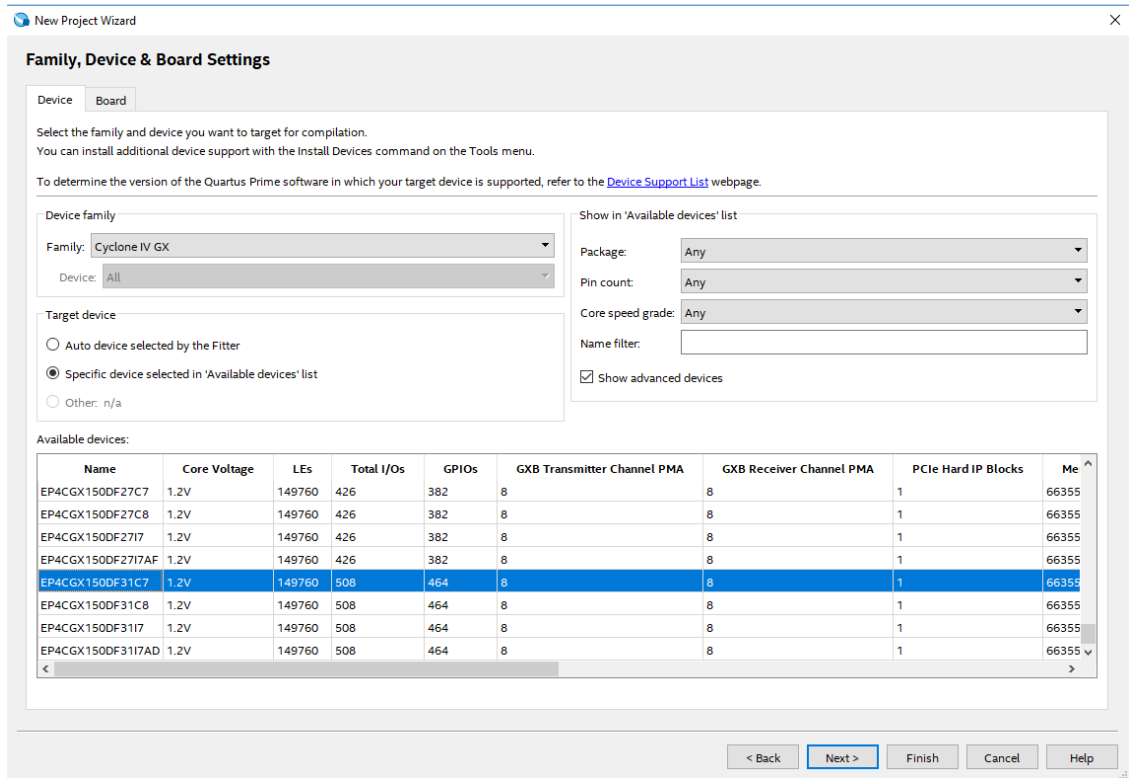 New Project Wizard
Family, Device & Board Settings
Device Board
Select the family and device you want to target for compilation.
You can install additional device support with the Install Devices command on the Tools menu.
To determine the version of the Quartus Prime software in which your target device is supported, refer to the Device Support List webpage.
Device family
Family: Cyclone IV GX
Device: All
Target device
Auto device selected by the Fitter
Specific device selected in 'Available devices' list
Other: n/a
Show in 'Available devices' list
Package: Any
Pin count: Any
Core speed grade: Any
Name filter:
Show advanced devices
Available devices:
Name Core Voltage LEs Total I/Os GPIOs GXB Transmitter Channel PMA GXB Receiver Channel PMA PCIe Hard IP Blocks Me
EP4CGX150DF27C7 1.2V 149760 426 382 8 8 1 66355
EP4CGX150DF27C8 1.2V 149760 426 382 8 8 1 66355
EP4CGX150DF27I7 1.2V 149760 426 382 8 8 1 66355
EP4CGX150DF27I7AF 1.2V 149760 426 382 8 8 1 66355
EP4CGX150DF31C7 1.2V 149760 508 464 8 8 1 66355
EP4CGX150DF31C8 1.2V 149760 508 464 8 8 1 66355
EP4CGX150DF31I7 1.2V 149760 508 464 8 8 1 66355
EP4CGX150DF31I7AD 1.2V 149760 508 464 8 8 1 66355
< Back Next > Finish Cancel Help